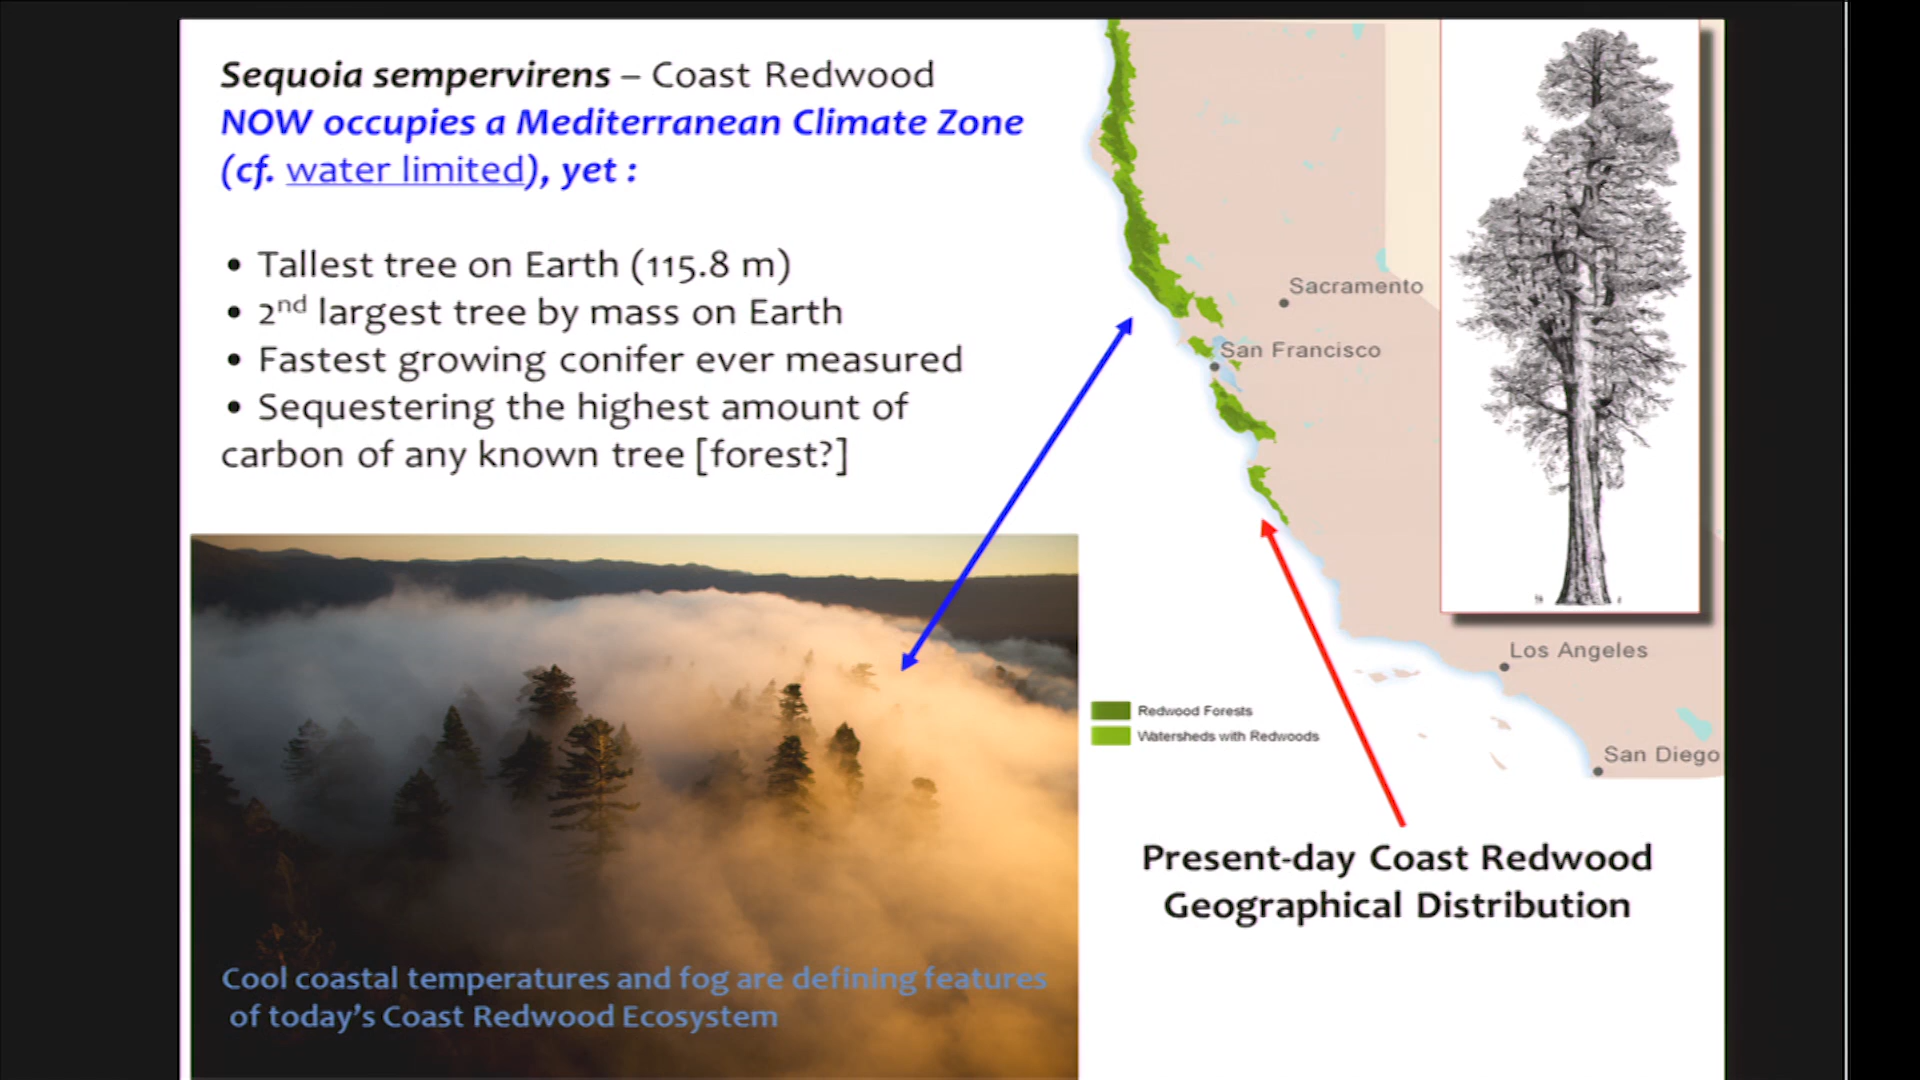 Sequoia sempervirens – Coast Redwood
NOW occupies a Mediterranean Climate Zone
(cf. water limited), yet :
• Tallest tree on Earth (115.8 m)
• 2nd largest tree by mass on Earth
• Fastest growing conifer ever measured
• Sequestering the highest amount of
carbon of any known tree [forest?]
Sacramento
San Francisco
Los Angeles
San Diego
Redwood Forests
Watersheds with Redwoods
Present-day Coast Redwood
Geographical Distribution
Cool coastal temperatures and fog are defining features
of today's Coast Redwood Ecosystem